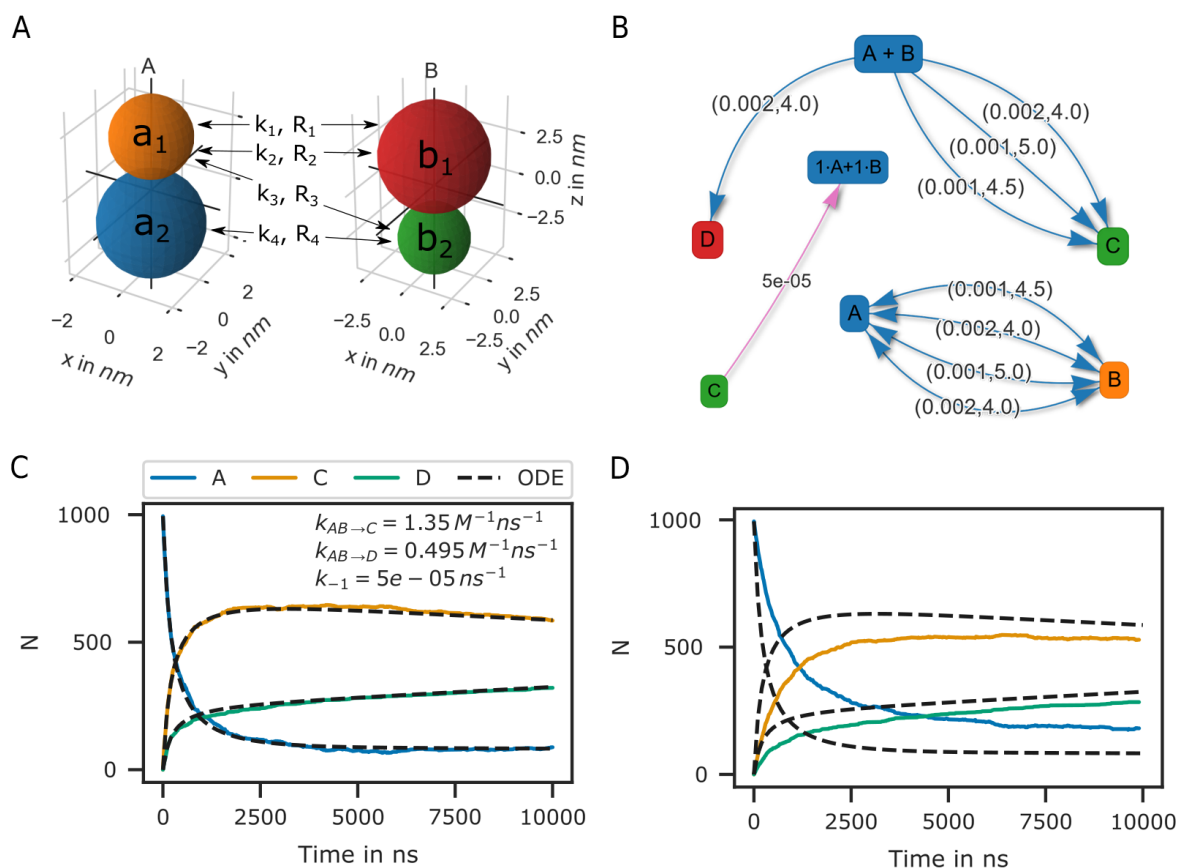 A
A
a1
a2
k1, R1
k2, R2
k3, R3
k4, R4
B
b1
b2
2.5
0.0
−2.5
z in nm
−2
0
2
x in nm
−2
0
2
y in nm
−2.5
0.0
2.5
x in nm
−2.5
0.0
2.5
y in nm
B
A + B
(0.002,4.0)
(0.002,4.0)
(0.001,5.0)
(0.001,4.5)
1·A+1·B
D
C
5e-05
C
A
B
(0.001,4.5)
(0.002,4.0)
(0.001,5.0)
(0.002,4.0)
C
A C D ODE
k_{AB→C} = 1.35 M⁻¹ns⁻¹
k_{AB→D} = 0.495 M⁻¹ns⁻¹
k₋₁ = 5e − 05 ns⁻¹
1000
500
0
N
0 2500 5000 7500 10000
Time in ns
D
1000
500
0
N
0 2500 5000 7500 10000
Time in ns